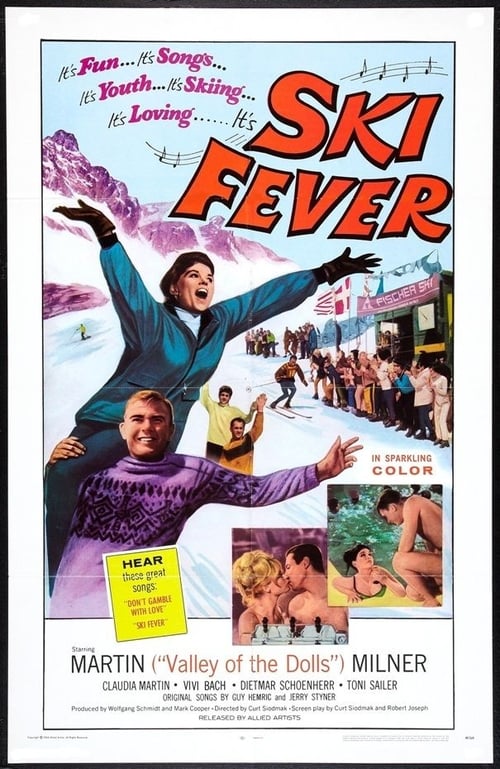 It's Fun... It's Songs...
It's Youth... It's Skiing...
It's Loving...... It's
SKI
FEVER
FISCHER SKI
IN SPARKLING
COLOR
HEAR
these great
songs:
"DON'T GAMBLE
WITH LOVE"
"SKI FEVER"
Starring
MARTIN ("Valley of the Dolls") MILNER
CLAUDIA MARTIN • VIVI BACH • DIETMAR SCHOENHERR • TONI SAILER
ORIGINAL SONGS BY GUY HEMRIC and JERRY STYNER
Produced by Wolfgang Schmidt and Mark Cooper • Directed by Curt Siodmak • Screen play by Curt Siodmak and Robert Joseph
RELEASED BY ALLIED ARTISTS